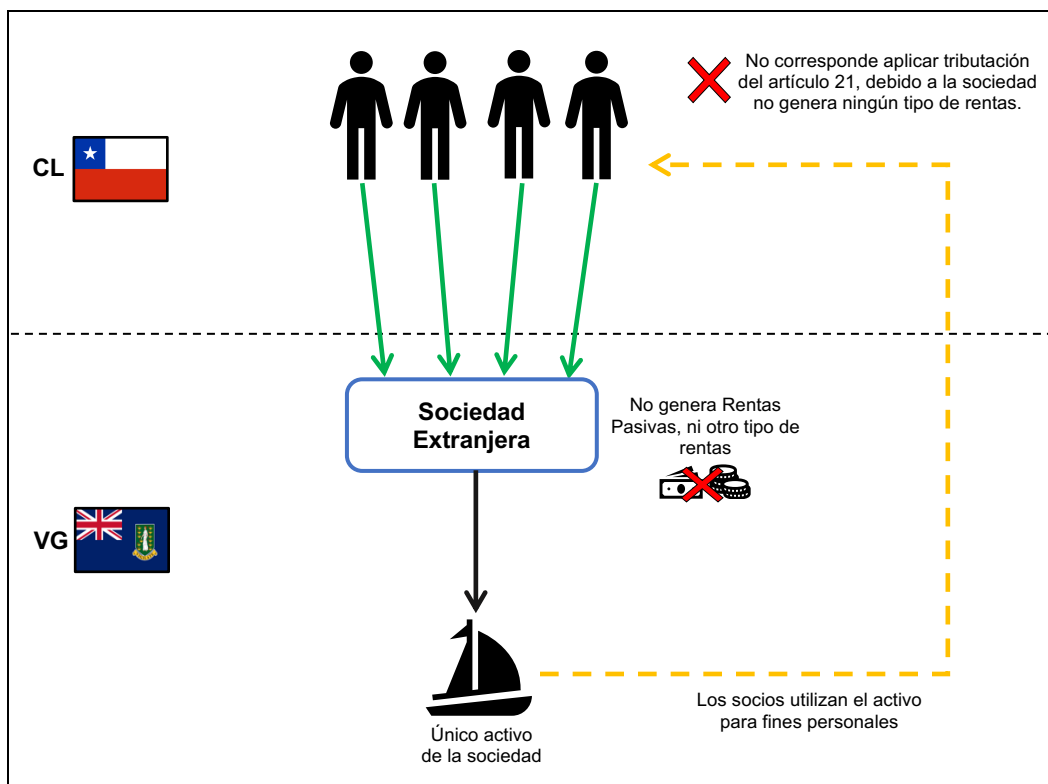 No corresponde aplicar tributación
del artículo 21, debido a la sociedad
no genera ningún tipo de rentas.
CL
Sociedad
Extranjera
No genera Rentas
Pasivas, ni otro tipo de
rentas
VG
Único activo
de la sociedad
Los socios utilizan el activo
para fines personales